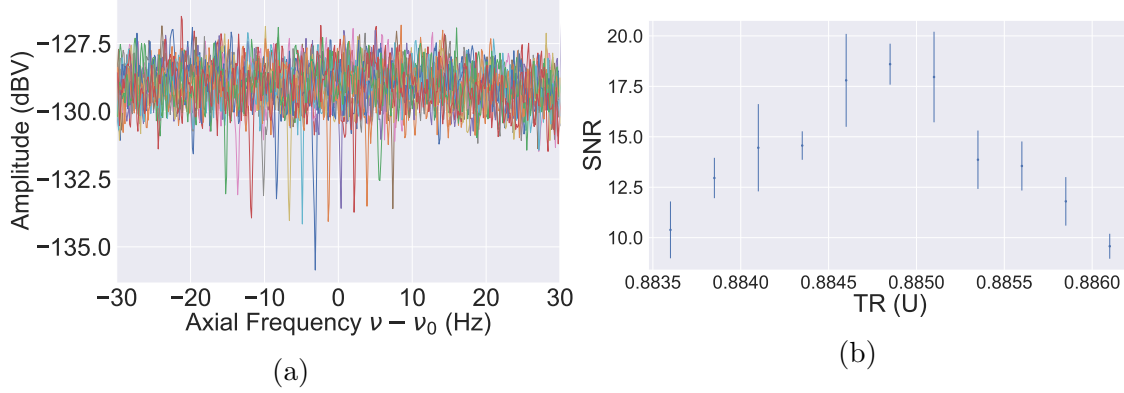 Amplitude (dBV)
−127.5
−130.0
−132.5
−135.0
−30 −20 −10 0 10 20 30
Axial Frequency ν − ν₀ (Hz)
(a)
SNR
20.0
17.5
15.0
12.5
10.0
0.8835 0.8840 0.8845 0.8850 0.8855 0.8860
TR (U)
(b)